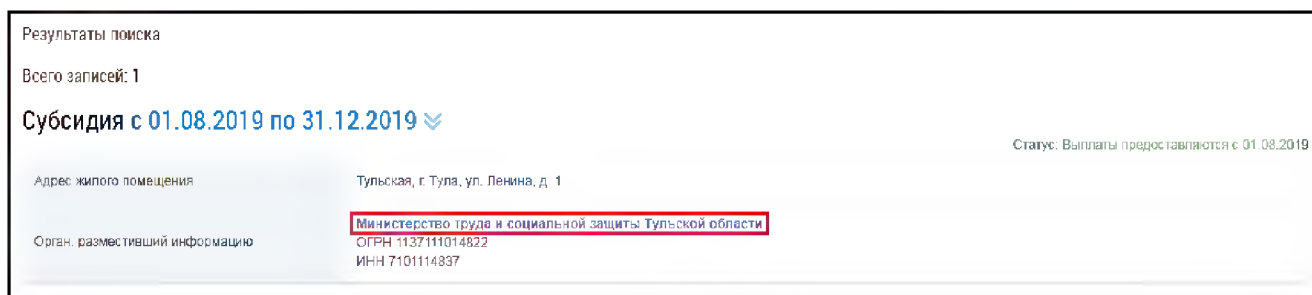 Результаты поиска
Всего записей: 1
Субсидия с 01.08.2019 по 31.12.2019
Статус: Выплаты предоставляются с 01.08.2019
Адрес жилого помещения
Тульская, г. Тула, ул. Ленина, д. 1
Орган, разместивший информацию
Министерство труда и социальной защиты Тульской области
ОГРН 1137111014822
ИНН 7101114837